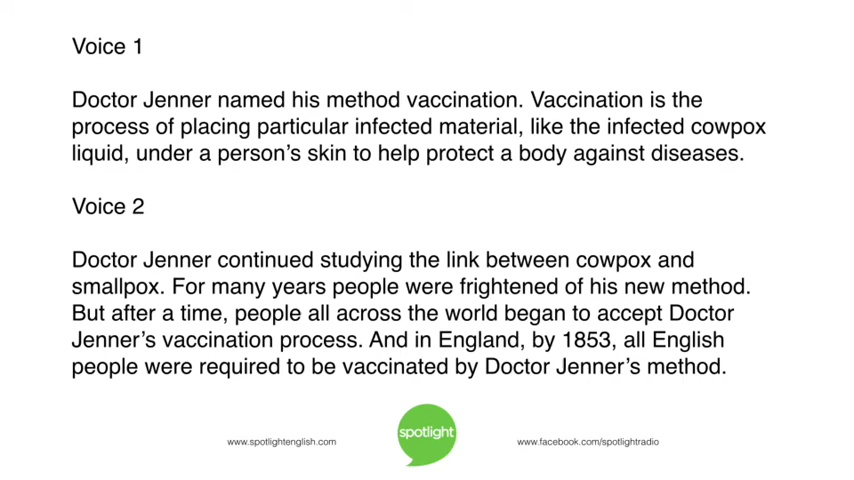 Voice 1
Doctor Jenner named his method vaccination. Vaccination is the
process of placing particular infected material, like the infected cowpox
liquid, under a person's skin to help protect a body against diseases.
Voice 2
Doctor Jenner continued studying the link between cowpox and
smallpox. For many years people were frightened of his new method.
But after a time, people all across the world began to accept Doctor
Jenner's vaccination process. And in England, by 1853, all English
people were required to be vaccinated by Doctor Jenner's method.
www.spotlightenglish.com
spotlight
www.facebook.com/spotlightradio